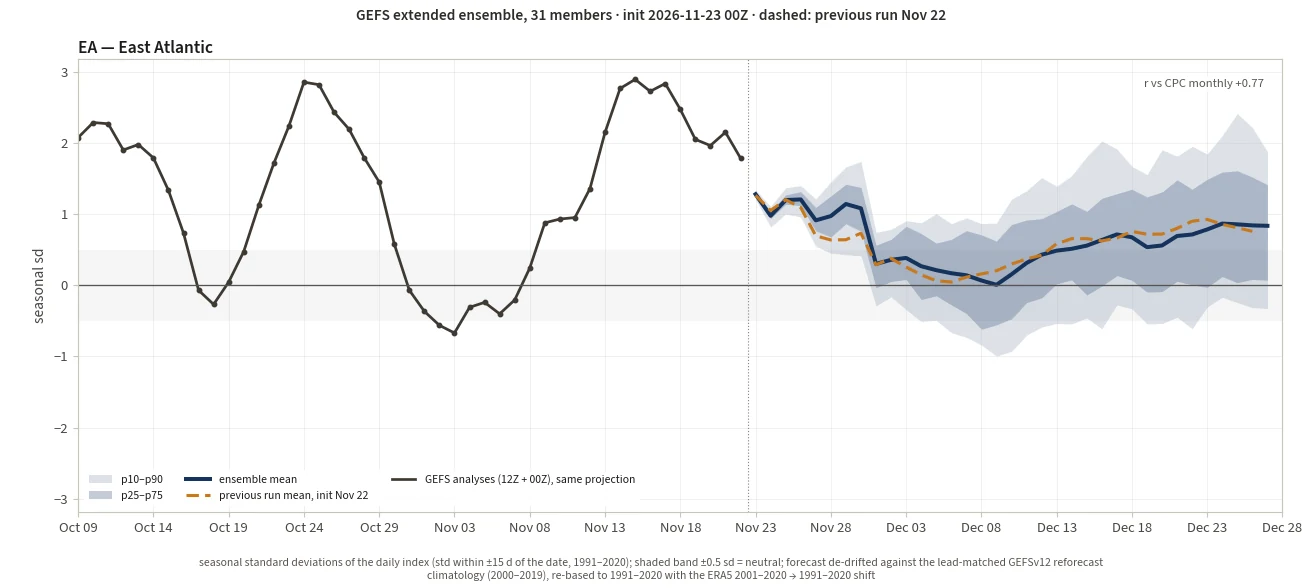 GEFS extended ensemble, 31 members · init 2026-11-23 00Z · dashed: previous run Nov 22
EA — East Atlantic
r vs CPC monthly +0.77
seasonal sd
3
2
1
0
−1
−2
−3
p10–p90
p25–p75
ensemble mean
previous run mean, init Nov 22
GEFS analyses (12Z + 00Z), same projection
Oct 09 Oct 14 Oct 19 Oct 24 Oct 29 Nov 03 Nov 08 Nov 13 Nov 18 Nov 23 Nov 28 Dec 03 Dec 08 Dec 13 Dec 18 Dec 23 Dec 28
seasonal standard deviations of the daily index (std within ±15 d of the date, 1991–2020); shaded band ±0.5 sd = neutral; forecast de-drifted against the lead-matched GEFSv12 reforecast
climatology (2000–2019), re-based to 1991–2020 with the ERA5 2001–2020 → 1991–2020 shift